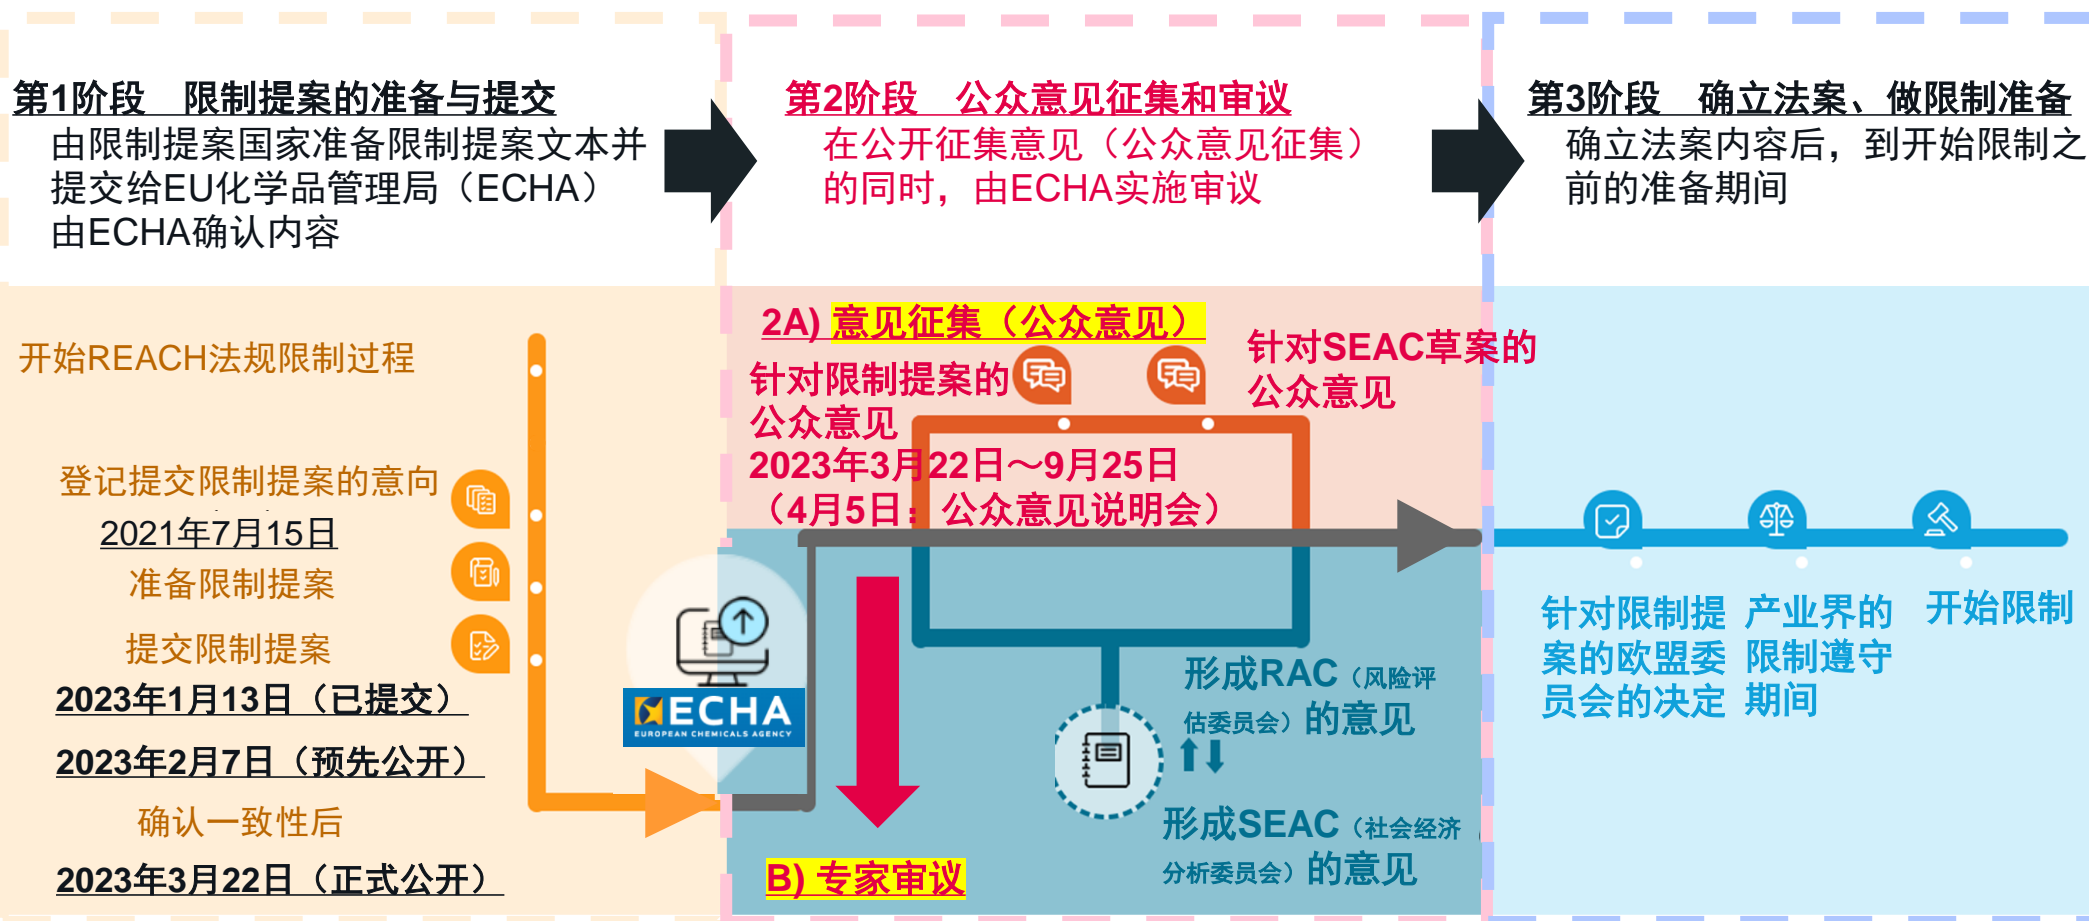 第1阶段　限制提案的准备与提交
由限制提案国家准备限制提案文本并
提交给EU化学品管理局（ECHA）
由ECHA确认内容
第2阶段　公众意见征集和审议
在公开征集意见（公众意见征集）
的同时，由ECHA实施审议
第3阶段　确立法案、做限制准备
确立法案内容后，到开始限制之
前的准备期间
开始REACH法规限制过程
登记提交限制提案的意向
2021年7月15日
准备限制提案
提交限制提案
2023年1月13日（已提交）
2023年2月7日（预先公开）
确认一致性后
2023年3月22日（正式公开）
ECHA
EUROPEAN CHEMICALS AGENCY
2A) 意见征集（公众意见）
针对限制提案的
公众意见
2023年3月22日～9月25日
（4月5日：公众意见说明会）
针对SEAC草案的
公众意见
B) 专家审议
形成RAC（风险评
估委员会）的意见
形成SEAC（社会经济
分析委员会）的意见
针对限制提
案的欧盟委
员会的决定
产业界的
限制遵守
期间
开始限制